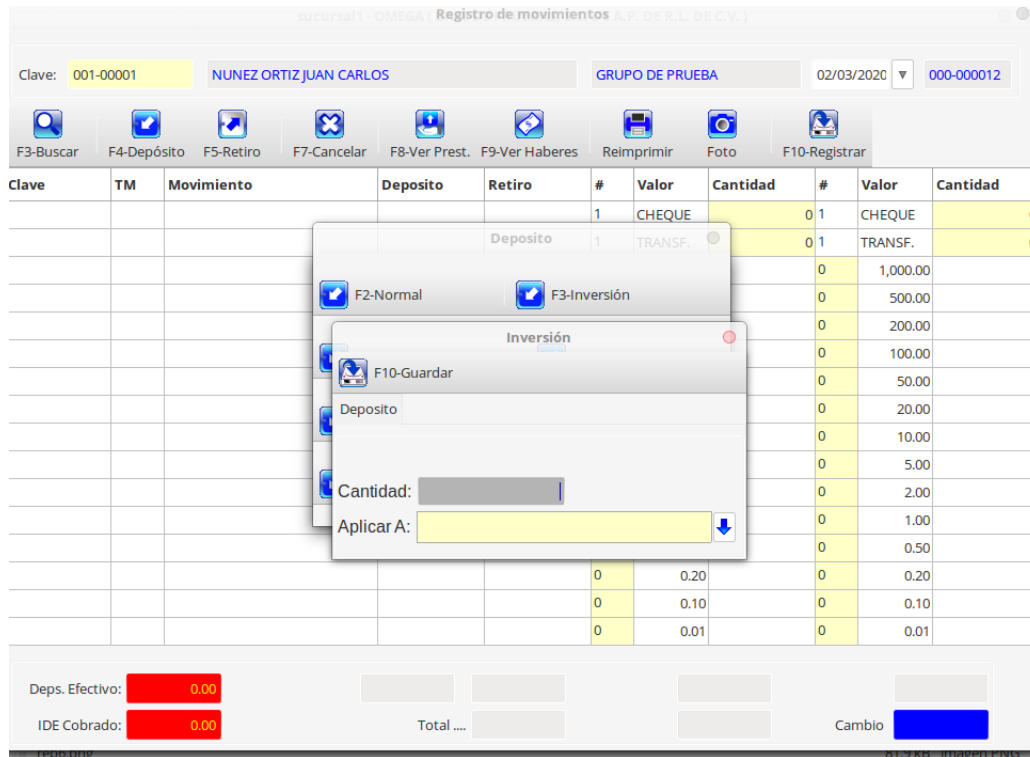 sucursal1 - OMEGA ( Registro de movimientos A.P. DE R.L. DE C.V. )
Clave: 001-00001 NUNEZ ORTIZ JUAN CARLOS GRUPO DE PRUEBA 02/03/2020 000-000012
F3-Buscar F4-Depósito F5-Retiro F7-Cancelar F8-Ver Prest. F9-Ver Haberes Reimprimir Foto F10-Registrar
Clave TM Movimiento Deposito Retiro # Valor Cantidad # Valor Cantidad
1 CHEQUE 0 1 CHEQUE
Deposito 1 TRANSF. 0 1 TRANSF.
0 1,000.00
F2-Normal F3-Inversión
0 500.00
0 200.00
Inversión
0 100.00
F10-Guardar
0 50.00
Deposito
0 20.00
0 10.00
0 5.00
Cantidad:
0 2.00
Aplicar A:
0 1.00
0 0.50
0 0.20 0 0.20
0 0.10 0 0.10
0 0.01 0 0.01
Deps. Efectivo: 0.00
IDE Cobrado: 0.00 Total .... Cambio
rep6.png 81.9 kB Imagen PNG